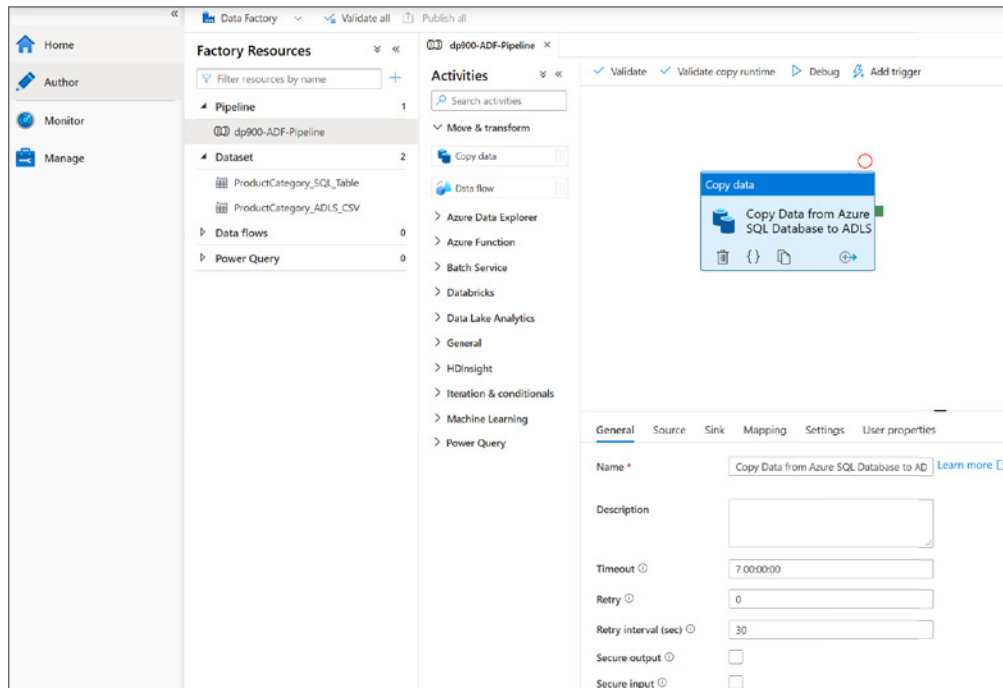 Data Factory
Validate all
Publish all
Home
Author
Monitor
Manage
Factory Resources
Filter resources by name
Pipeline 1
dp900-ADF-Pipeline
Dataset 2
ProductCategory_SQL_Table
ProductCategory_ADLS_CSV
Data flows 0
Power Query 0
dp900-ADF-Pipeline
Activities
Search activities
Move & transform
Copy data
Data flow
Azure Data Explorer
Azure Function
Batch Service
Databricks
Data Lake Analytics
General
HDInsight
Iteration & conditionals
Machine Learning
Power Query
Validate Validate copy runtime Debug Add trigger
Copy data
Copy Data from Azure
SQL Database to ADLS
General Source Sink Mapping Settings User properties
Name * Copy Data from Azure SQL Database to AD Learn more
Description
Timeout 7.00:00:00
Retry 0
Retry interval (sec) 30
Secure output
Secure input